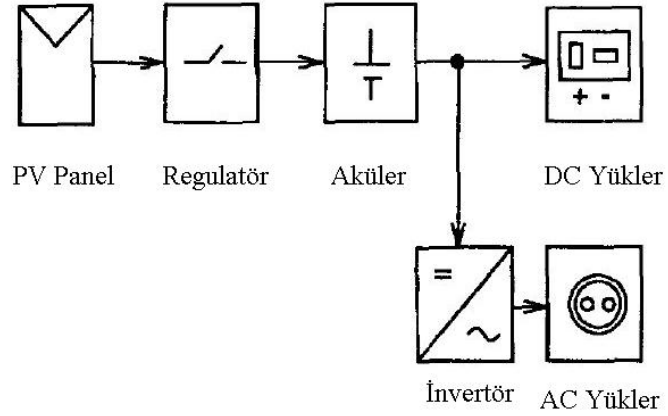 + -
PV Panel Regulatör Aküler DC Yükler
=
~
İnvertör AC Yükler